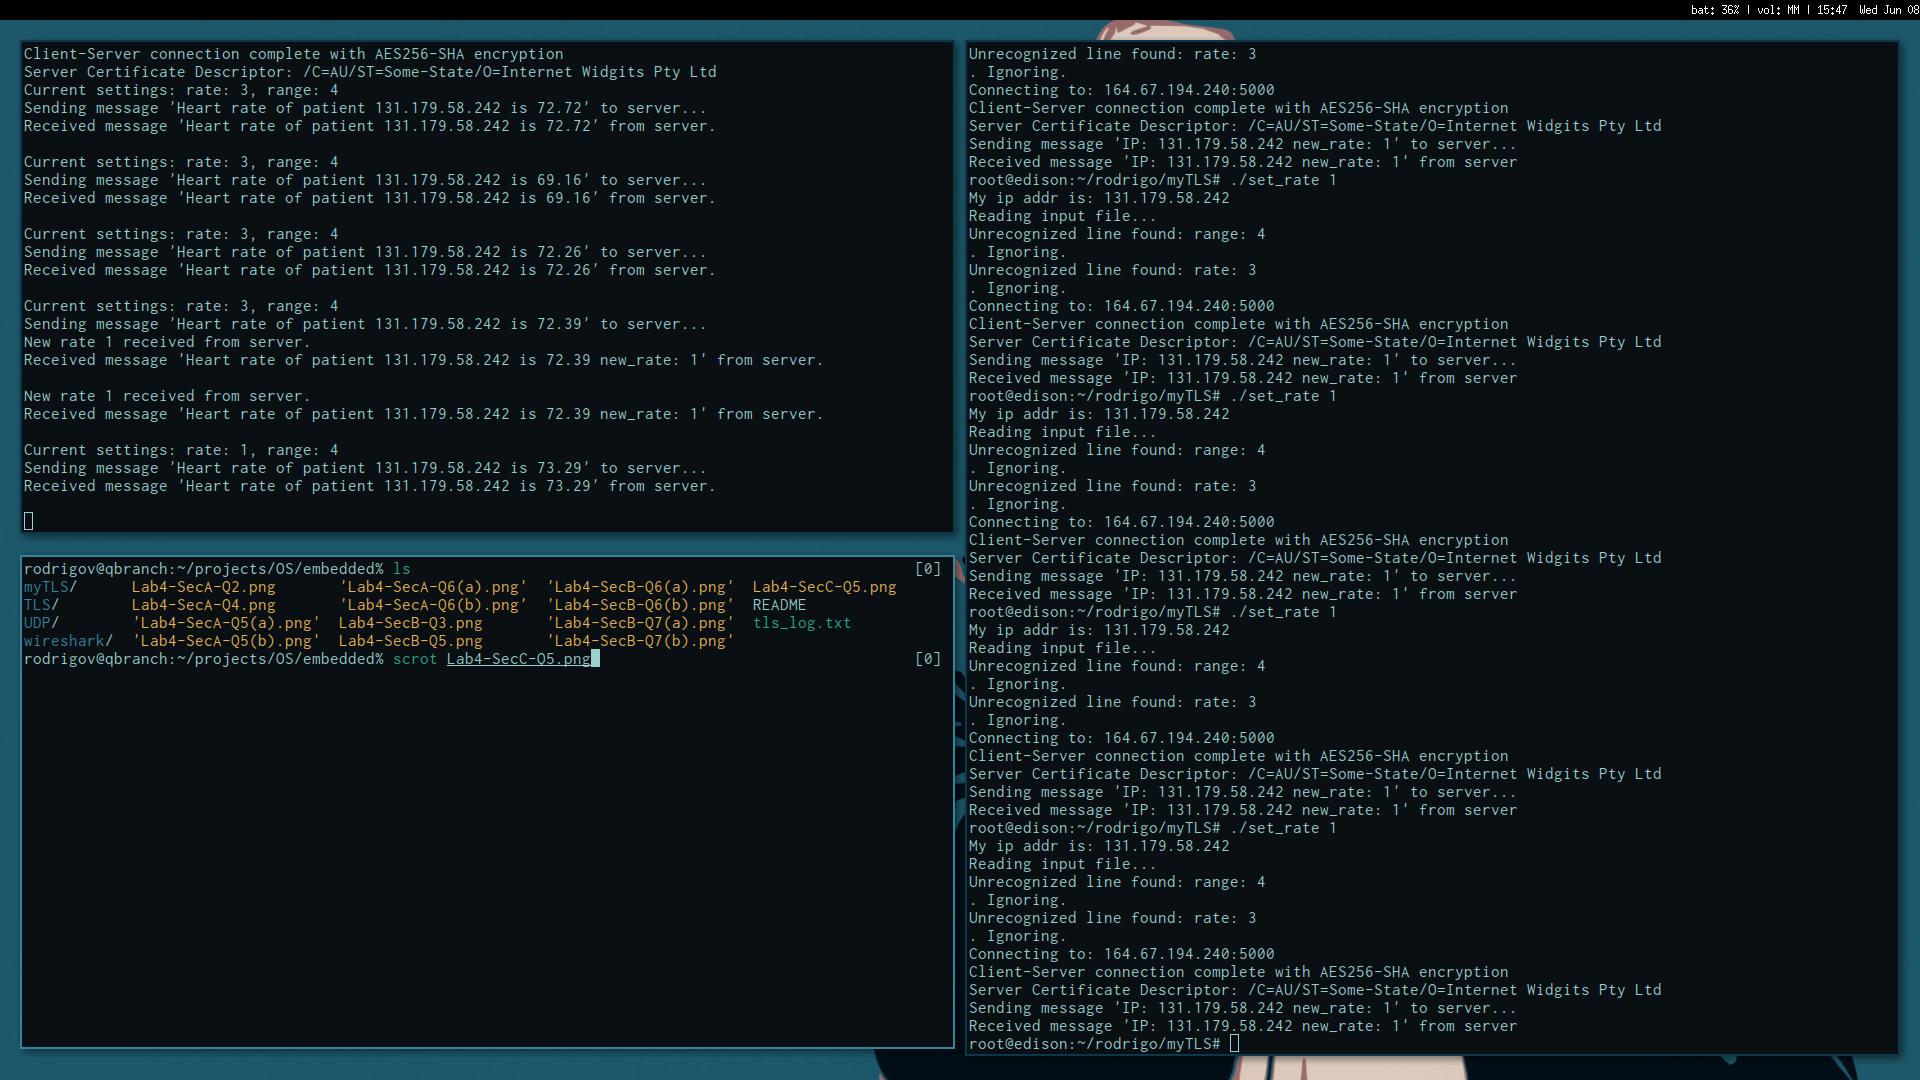 bat: 36% | vol: MM | 15:47  Wed Jun 08
Client-Server connection complete with AES256-SHA encryption
Server Certificate Descriptor: /C=AU/ST=Some-State/O=Internet Widgits Pty Ltd
Current settings: rate: 3, range: 4
Sending message 'Heart rate of patient 131.179.58.242 is 72.72' to server...
Received message 'Heart rate of patient 131.179.58.242 is 72.72' from server.
Current settings: rate: 3, range: 4
Sending message 'Heart rate of patient 131.179.58.242 is 69.16' to server...
Received message 'Heart rate of patient 131.179.58.242 is 69.16' from server.
Current settings: rate: 3, range: 4
Sending message 'Heart rate of patient 131.179.58.242 is 72.26' to server...
Received message 'Heart rate of patient 131.179.58.242 is 72.26' from server.
Current settings: rate: 3, range: 4
Sending message 'Heart rate of patient 131.179.58.242 is 72.39' to server...
New rate 1 received from server.
Received message 'Heart rate of patient 131.179.58.242 is 72.39 new_rate: 1' from server.
New rate 1 received from server.
Received message 'Heart rate of patient 131.179.58.242 is 72.39 new_rate: 1' from server.
Current settings: rate: 1, range: 4
Sending message 'Heart rate of patient 131.179.58.242 is 73.29' to server...
Received message 'Heart rate of patient 131.179.58.242 is 73.29' from server.
rodrigov@qbranch:~/projects/OS/embedded% ls [0]
myTLS/ Lab4-SecA-Q2.png 'Lab4-SecA-Q6(a).png' 'Lab4-SecB-Q6(a).png' Lab4-SecC-Q5.png
TLS/ Lab4-SecA-Q4.png 'Lab4-SecA-Q6(b).png' 'Lab4-SecB-Q6(b).png' README
UDP/ 'Lab4-SecA-Q5(a).png' Lab4-SecB-Q3.png 'Lab4-SecB-Q7(a).png' tls_log.txt
wireshark/ 'Lab4-SecA-Q5(b).png' Lab4-SecB-Q5.png 'Lab4-SecB-Q7(b).png'
rodrigov@qbranch:~/projects/OS/embedded% scrot Lab4-SecC-Q5.png [0]
Unrecognized line found: rate: 3
. Ignoring.
Connecting to: 164.67.194.240:5000
Client-Server connection complete with AES256-SHA encryption
Server Certificate Descriptor: /C=AU/ST=Some-State/O=Internet Widgits Pty Ltd
Sending message 'IP: 131.179.58.242 new_rate: 1' to server...
Received message 'IP: 131.179.58.242 new_rate: 1' from server
root@edison:~/rodrigo/myTLS# ./set_rate 1
My ip addr is: 131.179.58.242
Reading input file...
Unrecognized line found: range: 4
. Ignoring.
Unrecognized line found: rate: 3
. Ignoring.
Connecting to: 164.67.194.240:5000
Client-Server connection complete with AES256-SHA encryption
Server Certificate Descriptor: /C=AU/ST=Some-State/O=Internet Widgits Pty Ltd
Sending message 'IP: 131.179.58.242 new_rate: 1' to server...
Received message 'IP: 131.179.58.242 new_rate: 1' from server
root@edison:~/rodrigo/myTLS# ./set_rate 1
My ip addr is: 131.179.58.242
Reading input file...
Unrecognized line found: range: 4
. Ignoring.
Unrecognized line found: rate: 3
. Ignoring.
Connecting to: 164.67.194.240:5000
Client-Server connection complete with AES256-SHA encryption
Server Certificate Descriptor: /C=AU/ST=Some-State/O=Internet Widgits Pty Ltd
Sending message 'IP: 131.179.58.242 new_rate: 1' to server...
Received message 'IP: 131.179.58.242 new_rate: 1' from server
root@edison:~/rodrigo/myTLS# ./set_rate 1
My ip addr is: 131.179.58.242
Reading input file...
Unrecognized line found: range: 4
. Ignoring.
Unrecognized line found: rate: 3
. Ignoring.
Connecting to: 164.67.194.240:5000
Client-Server connection complete with AES256-SHA encryption
Server Certificate Descriptor: /C=AU/ST=Some-State/O=Internet Widgits Pty Ltd
Sending message 'IP: 131.179.58.242 new_rate: 1' to server...
Received message 'IP: 131.179.58.242 new_rate: 1' from server
root@edison:~/rodrigo/myTLS# ./set_rate 1
My ip addr is: 131.179.58.242
Reading input file...
Unrecognized line found: range: 4
. Ignoring.
Unrecognized line found: rate: 3
. Ignoring.
Connecting to: 164.67.194.240:5000
Client-Server connection complete with AES256-SHA encryption
Server Certificate Descriptor: /C=AU/ST=Some-State/O=Internet Widgits Pty Ltd
Sending message 'IP: 131.179.58.242 new_rate: 1' to server...
Received message 'IP: 131.179.58.242 new_rate: 1' from server
root@edison:~/rodrigo/myTLS#